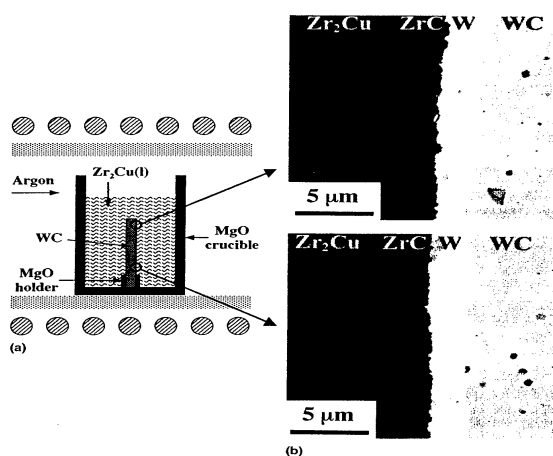 Zr₂Cu ZrC W WC
5 µm
Zr₂Cu(l)
Argon
WC
MgO
crucible
MgO
holder
(a)
Zr₂Cu ZrC W WC
5 µm
(b)